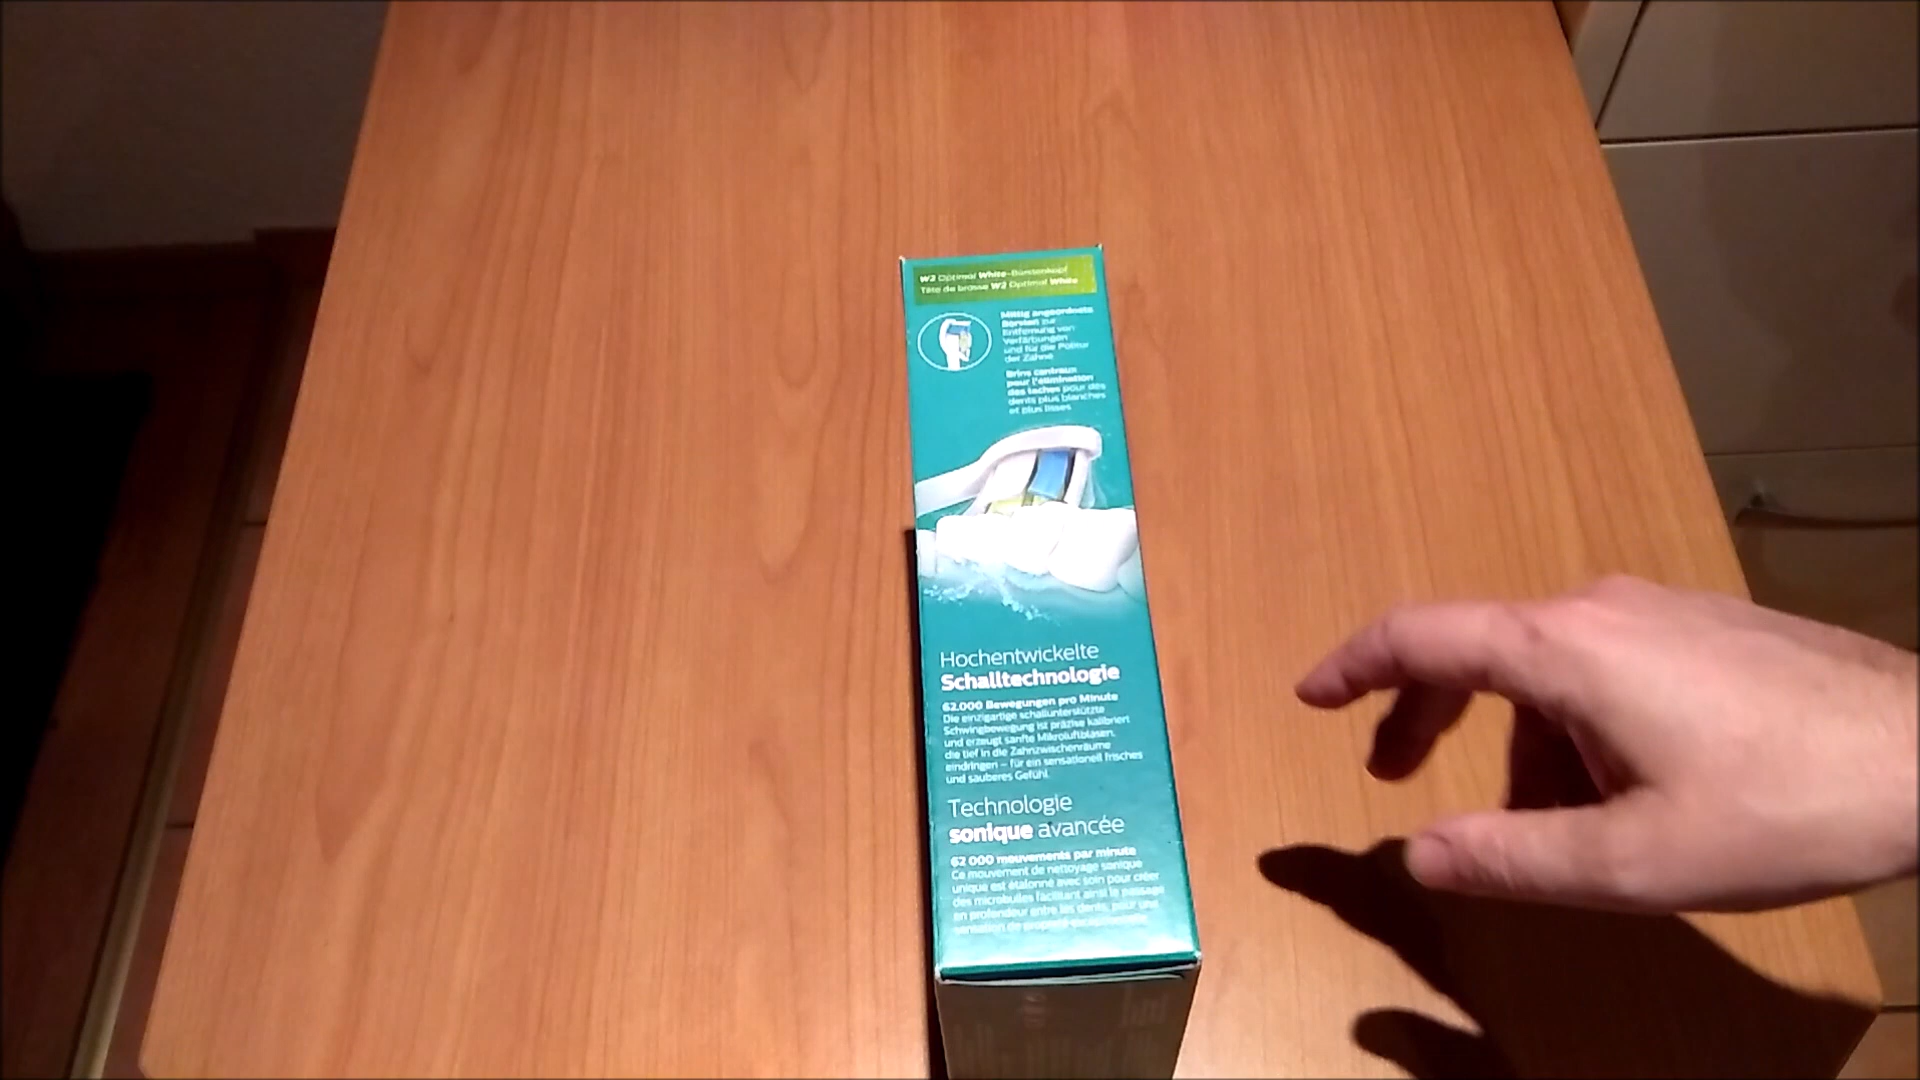 W2 Optimal White-Bürstenkopf
Tête de brosse W2 Optimal White
Mittig angeordnete
Borsten zur
Entfernung von
Verfärbungen
und für die Politur
der Zähne
Brins centraux
pour l'élimination
des taches pour des
dents plus blanches
et plus lisses
Hochentwickelte
Schalltechnologie
62.000 Bewegungen pro Minute
Die einzigartige schallunterstützte
Schwingbewegung ist präzise kalibriert
und erzeugt sanfte Mikroluftblasen,
die tief in die Zahnzwischenräume
eindringen – für ein sensationell frisches
und sauberes Gefühl.
Technologie
sonique avancée
62 000 mouvements par minute
Ce mouvement de nettoyage sonique
unique est étalonné avec soin pour créer
des microbulles facilitant ainsi le passage
en profondeur entre les dents, pour une
sensation de propreté exceptionnelle.